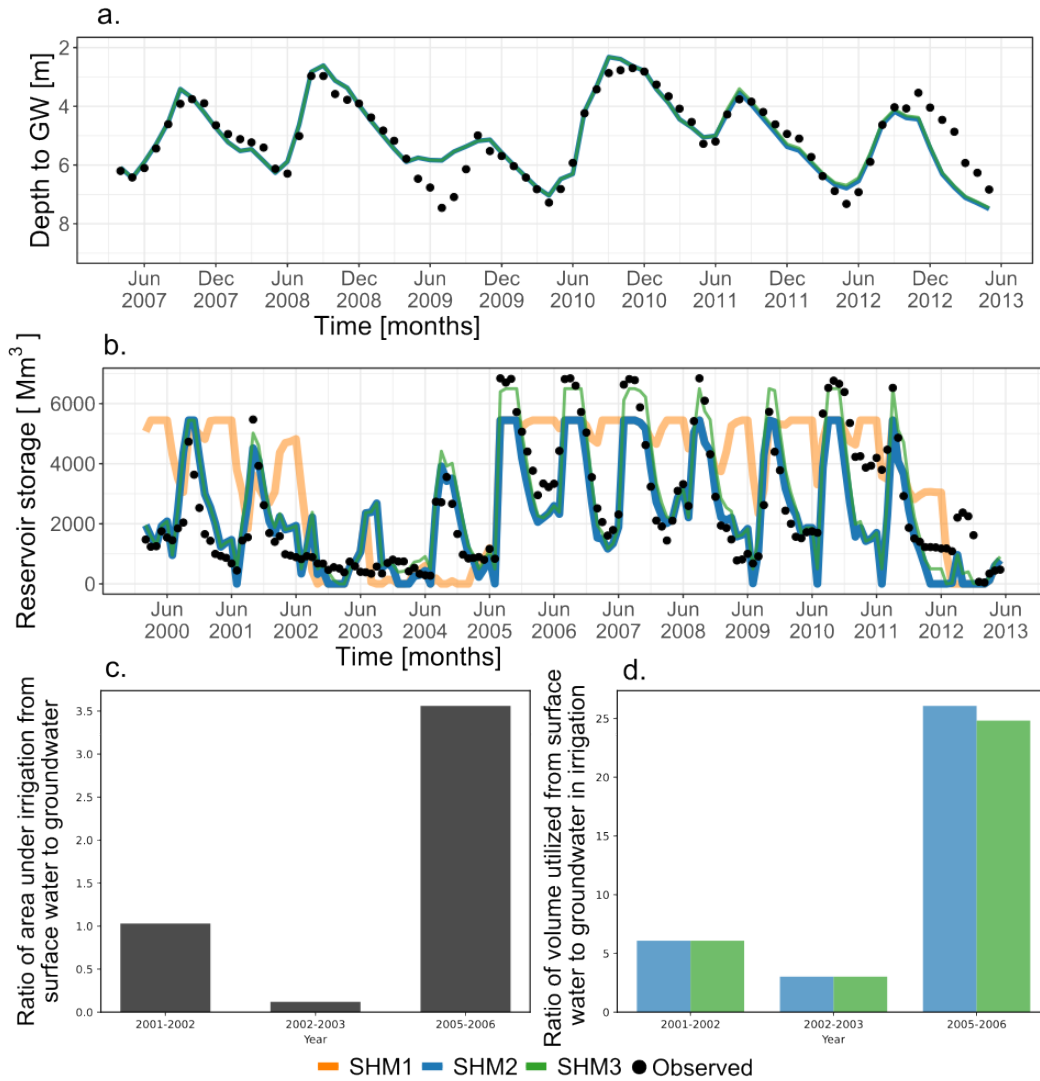 a.
Depth to GW [m]
2
4
6
8
Jun Dec Jun Dec Jun Dec Jun Dec Jun Dec Jun Dec Jun
2007 2007 2008 2008 2009 2009 2010 2010 2011 2011 2012 2012 2013
Time [months]
b.
Reservoir storage [ Mm³ ]
6000
4000
2000
0
Jun Jun Jun Jun Jun Jun Jun Jun Jun Jun Jun Jun Jun Jun
2000 2001 2002 2003 2004 2005 2006 2007 2008 2009 2010 2011 2012 2013
Time [months]
c.
Ratio of area under irrigation from
surface water to groundwater
3.5
3.0
2.5
2.0
1.5
1.0
0.5
0.0
2001-2002 2002-2003 2005-2006
Year
d.
Ratio of volume utilized from surface
water to groundwater in irrigation
25
20
15
10
5
0
2001-2002 2002-2003 2005-2006
Year
SHM1 SHM2 SHM3 Observed